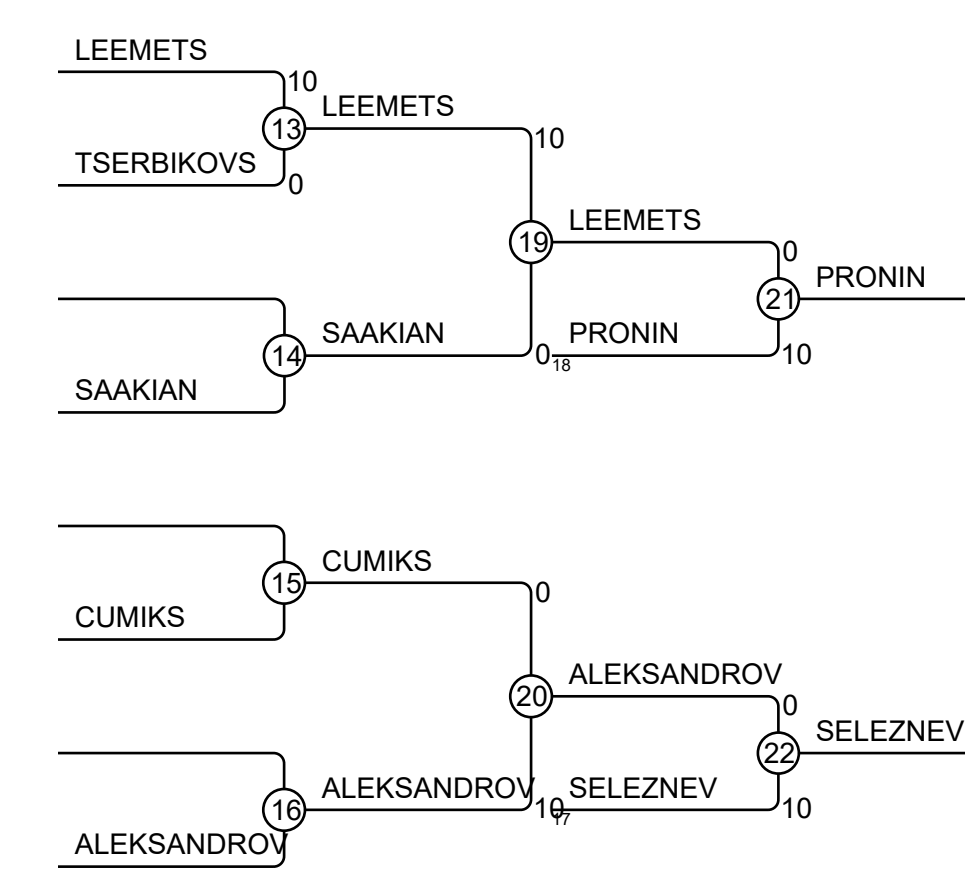 LEEMETS
10
LEEMETS
13
10
TSERBIKOVS
0
LEEMETS
19
0
PRONIN
21
SAAKIAN
PRONIN
14
0
18
10
SAAKIAN
CUMIKS
15
0
CUMIKS
ALEKSANDROV
20
0
SELEZNEV
22
ALEKSANDROV
SELEZNEV
16
10
17
10
ALEKSANDROV